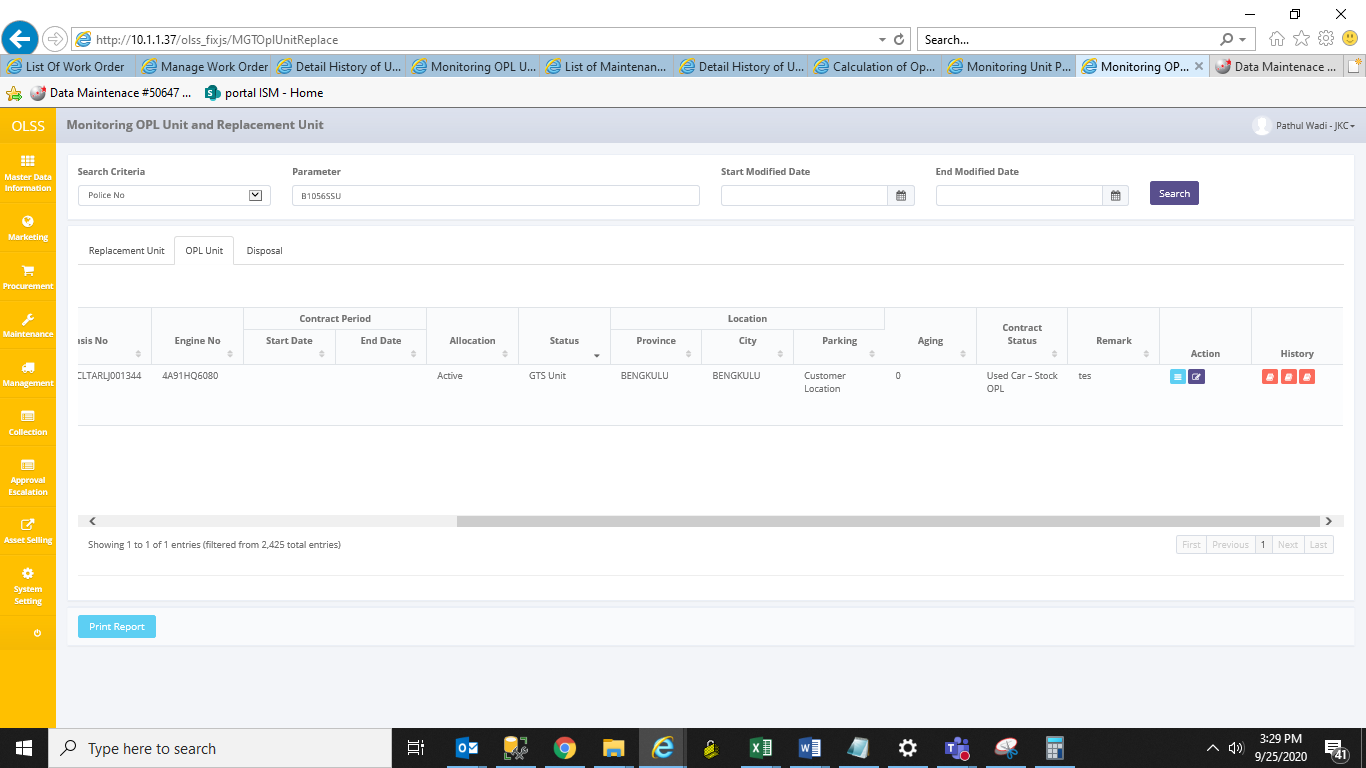 http://10.1.1.37/olss_fixjs/MGTOplUnitReplace
Search...
List Of Work Order
Manage Work Order
Detail History of U...
Monitoring OPL U...
List of Maintenan...
Detail History of U...
Calculation of Op...
Monitoring Unit P...
Monitoring OP...
Data Maintenace ...
Data Maintenace #50647 ...
portal ISM - Home
OLSS
Monitoring OPL Unit and Replacement Unit
Pathul Wadi - JKC
Master Data
Information
Marketing
Procurement
Maintenance
Management
Collection
Approval
Escalation
Asset Selling
System
Setting
Search Criteria
Parameter
Start Modified Date
End Modified Date
Police No
B1056SSU
Search
Replacement Unit
OPL Unit
Disposal
Contract Period
Location
asis No
Engine No
Start Date
End Date
Allocation
Status
Province
City
Parking
Aging
Contract
Status
Remark
Action
History
CLTARLJ001344
4A91HQ6080
Active
GTS Unit
BENGKULU
BENGKULU
Customer
Location
0
Used Car – Stock
OPL
tes
Showing 1 to 1 of 1 entries (filtered from 2,425 total entries)
First
Previous
1
Next
Last
Print Report
Type here to search
3:29 PM
9/25/2020
41